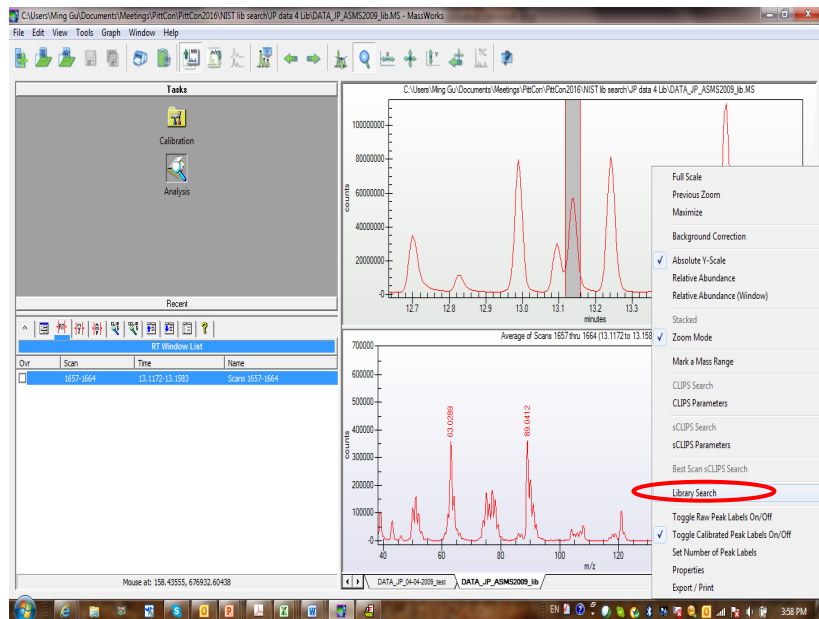 C:\Users\Ming Gu\Documents\Meetings\PittCon\PittCon2016\NIST lib search\JP data 4 Lib\DATA_JP_ASMS2009_lib.MS - MassWorks
File Edit View Tools Graph Window Help
Tasks
Calibration
Analysis
Recent
RT Window List
Ovr Scan Time Name
1657-1664 13.1172-13.1583 Scans 1657-1664
Mouse at: 158.43555, 676932.60438
C:\Users\Ming Gu\Documents\Meetings\PittCon\PittCon2016\NIST lib search\JP data 4 Lib\DATA_JP_ASMS2009_lib.MS
counts
100000000
80000000
60000000
40000000
20000000
-0
12.7 12.8 12.9 13.0 13.1 13.2 13.3
minutes
Average of Scans 1657 thru 1664 (13.1172 to 13.158
counts
700000
600000
500000
400000
300000
200000
100000
-0
63.0289
89.0412
40 60 80 100 120
m/z
DATA_JP_04-04-2009_test DATA_JP_ASMS2009_lib
Full Scale
Previous Zoom
Maximize
Background Correction
Absolute Y-Scale
Relative Abundance
Relative Abundance (Window)
Stacked
Zoom Mode
Mark a Mass Range
CLIPS Search
CLIPS Parameters
sCLIPS Search
sCLIPS Parameters
Best Scan sCLIPS Search
Library Search
Toggle Raw Peak Labels On/Off
Toggle Calibrated Peak Labels On/Off
Set Number of Peak Labels
Properties
Export / Print
EN
3:58 PM